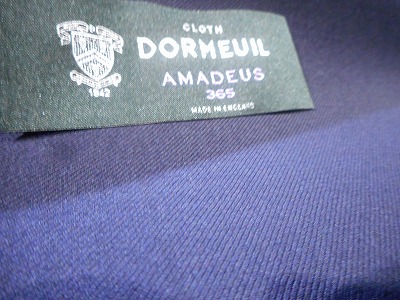 CLOTH
DORMEUIL
AMADEUS
365
MADE IN ENGLAND
1842